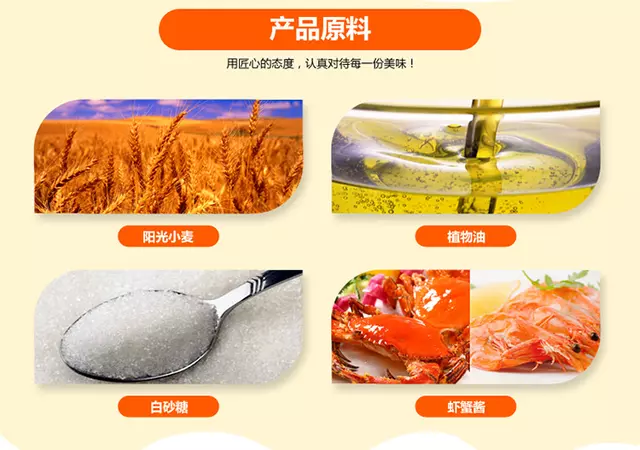 产品原料
用匠心的态度，认真对待每一份美味！
阳光小麦
植物油
白砂糖
虾蟹酱